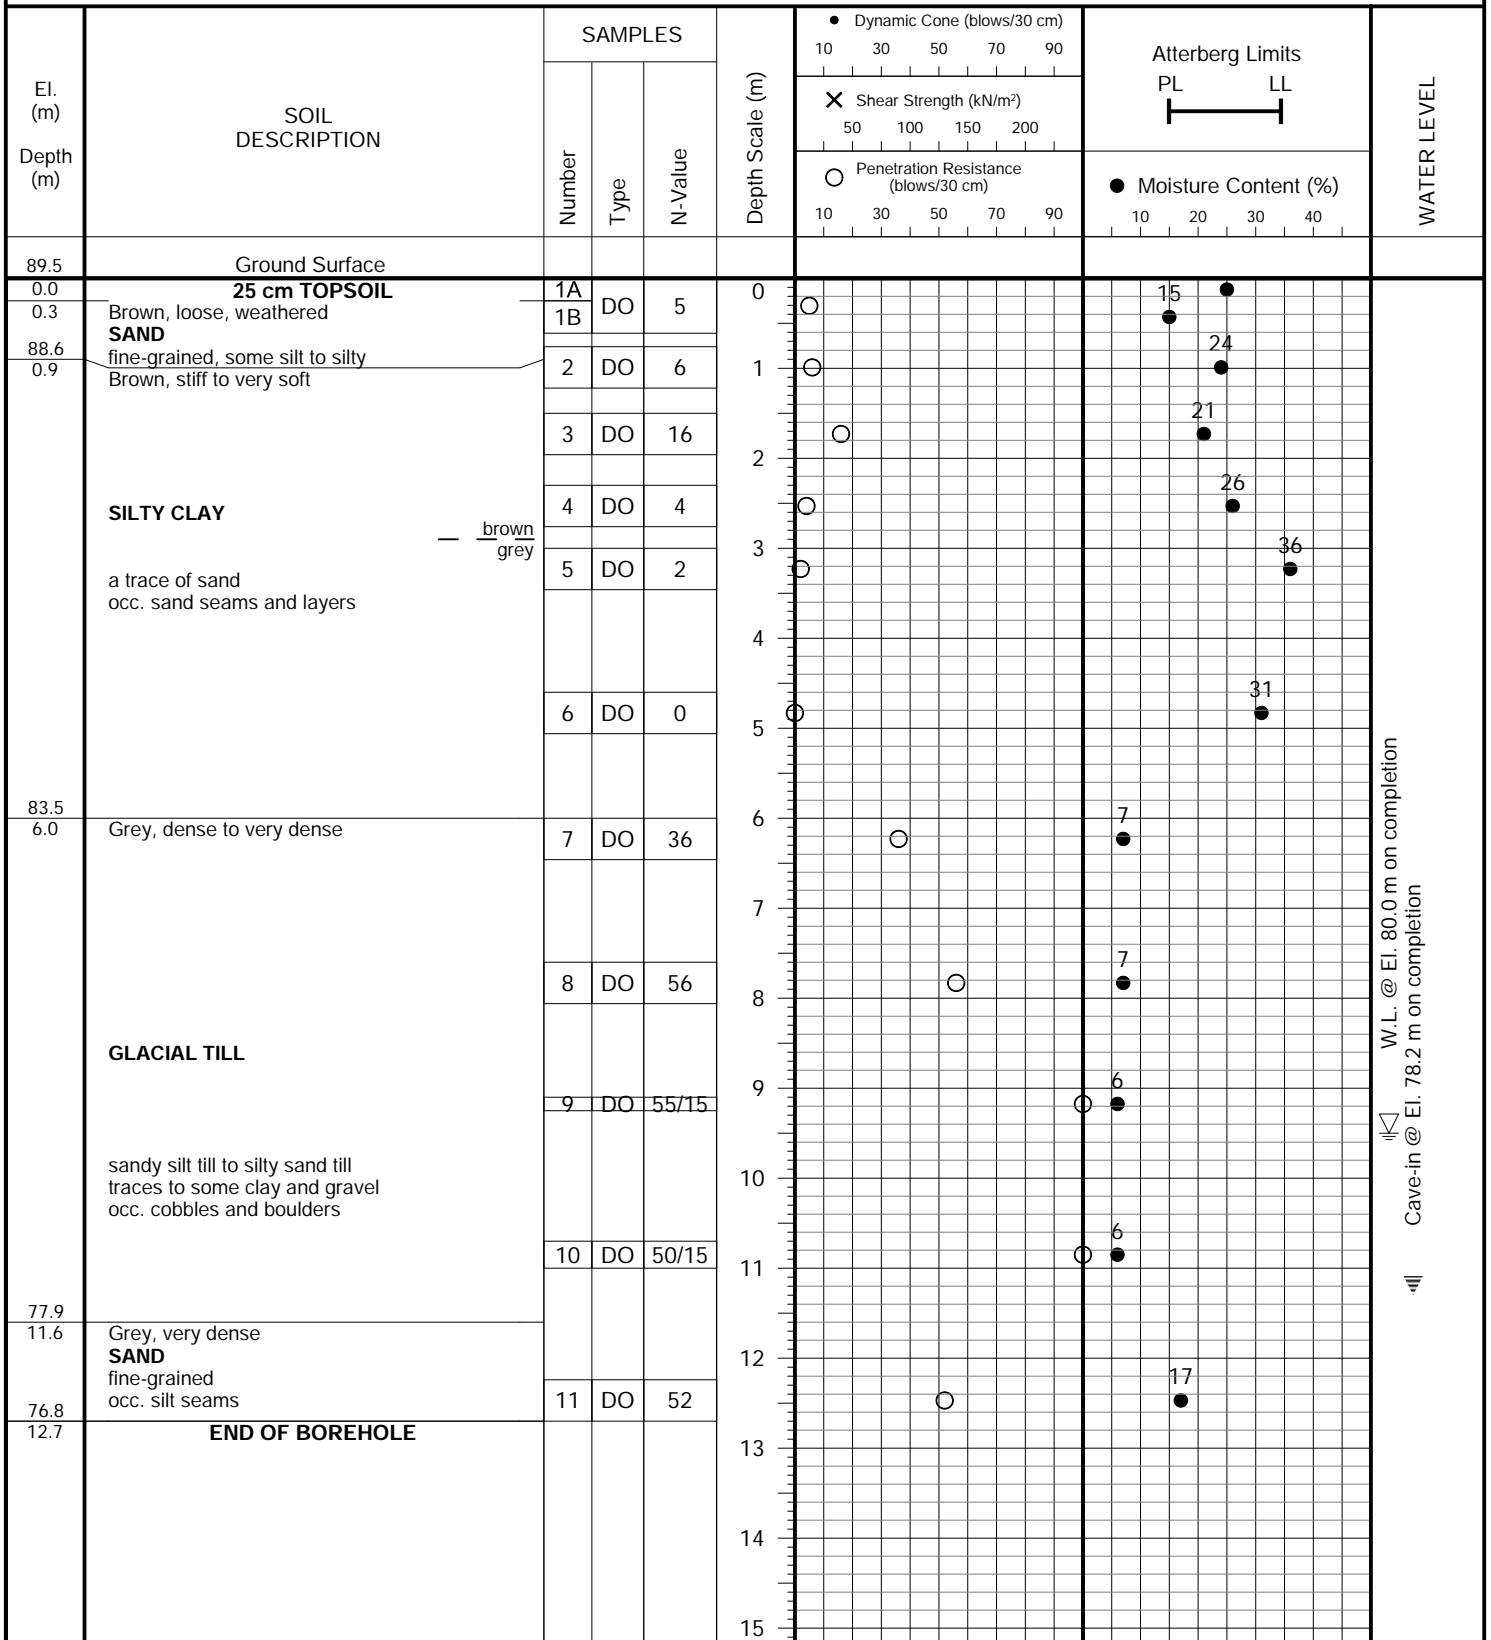 El.
(m)
Depth
(m)
SOIL
DESCRIPTION
SAMPLES
Number
Type
N-Value
Depth Scale (m)
Dynamic Cone (blows/30 cm)
10 30 50 70 90
Shear Strength (kN/m²)
50 100 150 200
Penetration Resistance
(blows/30 cm)
10 30 50 70 90
Atterberg Limits
PL LL
Moisture Content (%)
10 20 30 40
WATER LEVEL
89.5 Ground Surface
0.0 25 cm TOPSOIL 1A 0
0.3 Brown, loose, weathered 1B DO 5 15
SAND
88.6 fine-grained, some silt to silty 24
0.9 Brown, stiff to very soft 2 DO 6 1
21
3 DO 16
2
26
SILTY CLAY 4 DO 4
brown
grey 3 36
a trace of sand 5 DO 2
occ. sand seams and layers
4
31
6 DO 0
5
83.5 6 7
6.0 Grey, dense to very dense 7 DO 36
7
7
8 DO 56
8
GLACIAL TILL
9 6
9 DO 55/15
sandy silt till to silty sand till
traces to some clay and gravel 10
occ. cobbles and boulders
6
10 DO 50/15
11
77.9
11.6 Grey, very dense
SAND 12
fine-grained 17
76.8 occ. silt seams 11 DO 52
12.7 END OF BOREHOLE
13
14
15
W.L. @ El. 80.0 m on completion
Cave-in @ El. 78.2 m on completion